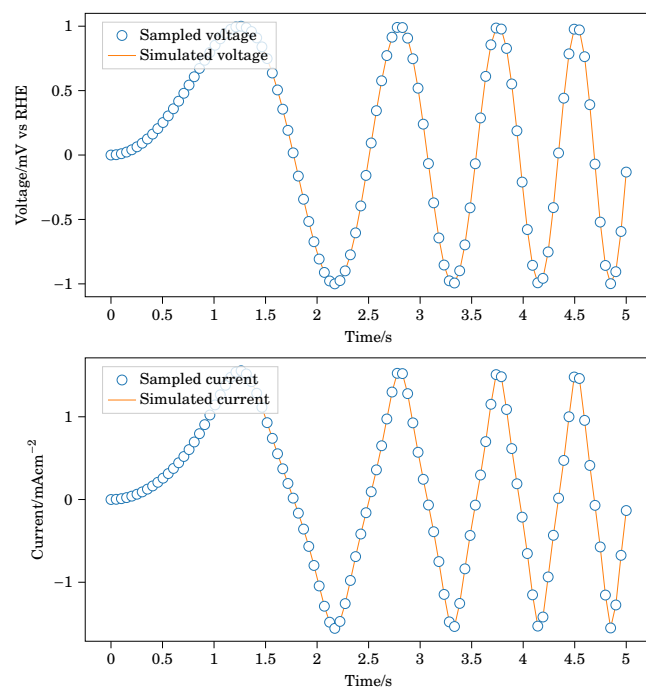 1
0.5
0
−0.5
−1
Voltage/mV vs RHE
Sampled voltage
Simulated voltage
0 0.5 1 1.5 2 2.5 3 3.5 4 4.5 5
Time/s
1
0
−1
Current/mAcm⁻²
Sampled current
Simulated current
0 0.5 1 1.5 2 2.5 3 3.5 4 4.5 5
Time/s